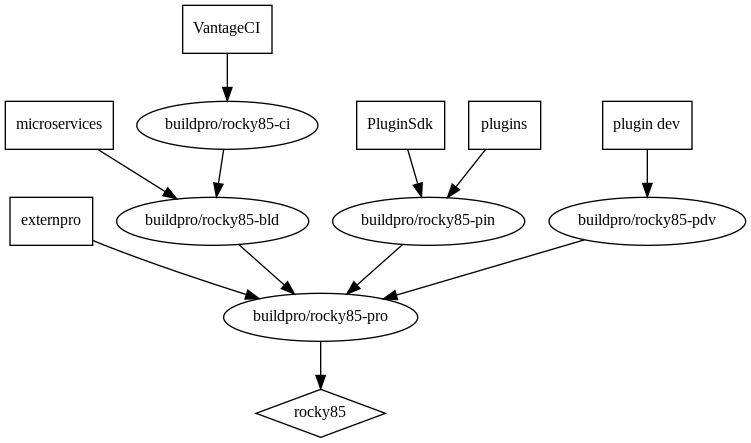 VantageCI
microservices
buildpro/rocky85-ci
PluginSdk
plugins
plugin dev
externpro
buildpro/rocky85-bld
buildpro/rocky85-pin
buildpro/rocky85-pdv
buildpro/rocky85-pro
rocky85